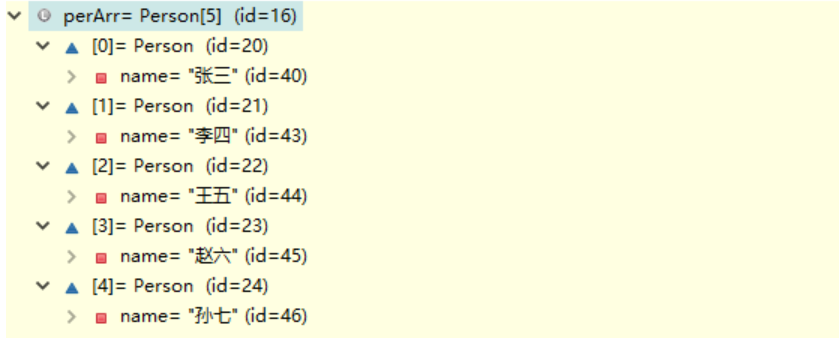 perArr= Person[5] (id=16)
[0]= Person (id=20)
name= "张三" (id=40)
[1]= Person (id=21)
name= "李四" (id=43)
[2]= Person (id=22)
name= "王五" (id=44)
[3]= Person (id=23)
name= "赵六" (id=45)
[4]= Person (id=24)
name= "孙七" (id=46)